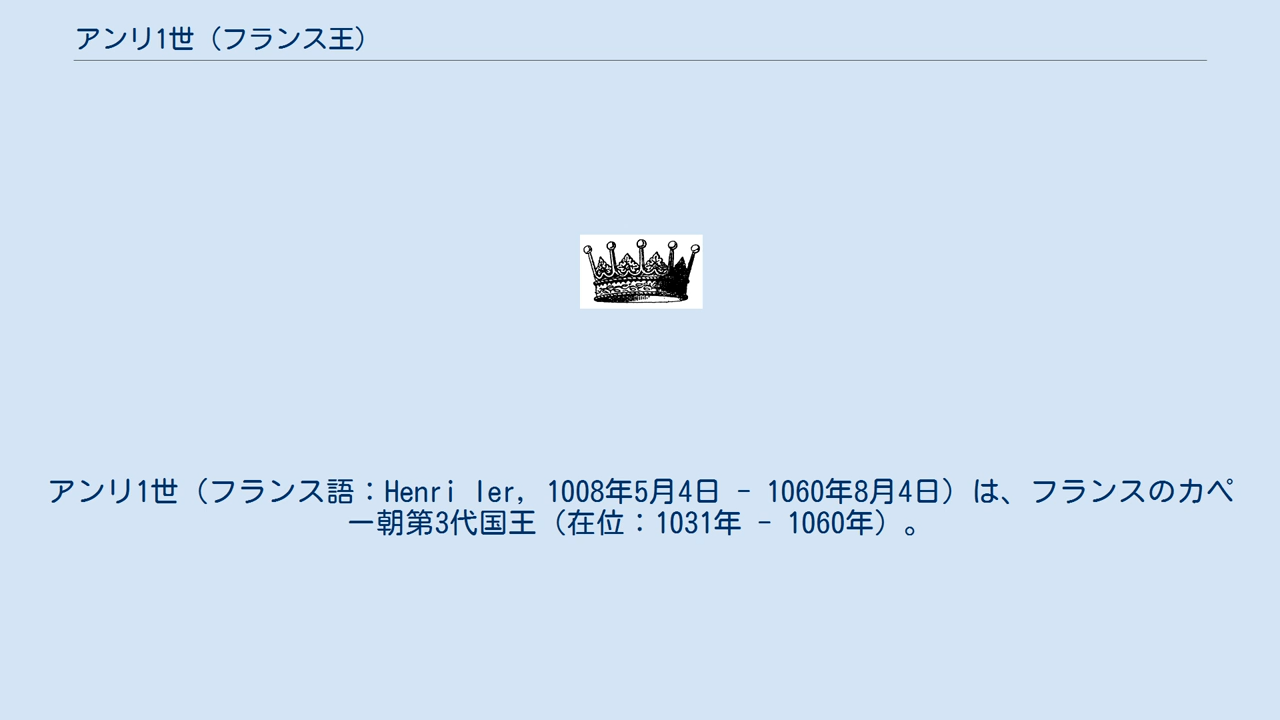 アンリ1世（フランス王）
アンリ1世（フランス語：Henri Ier, 1008年5月4日 - 1060年8月4日）は、フランスのカペ
ー朝第3代国王（在位：1031年 - 1060年）。